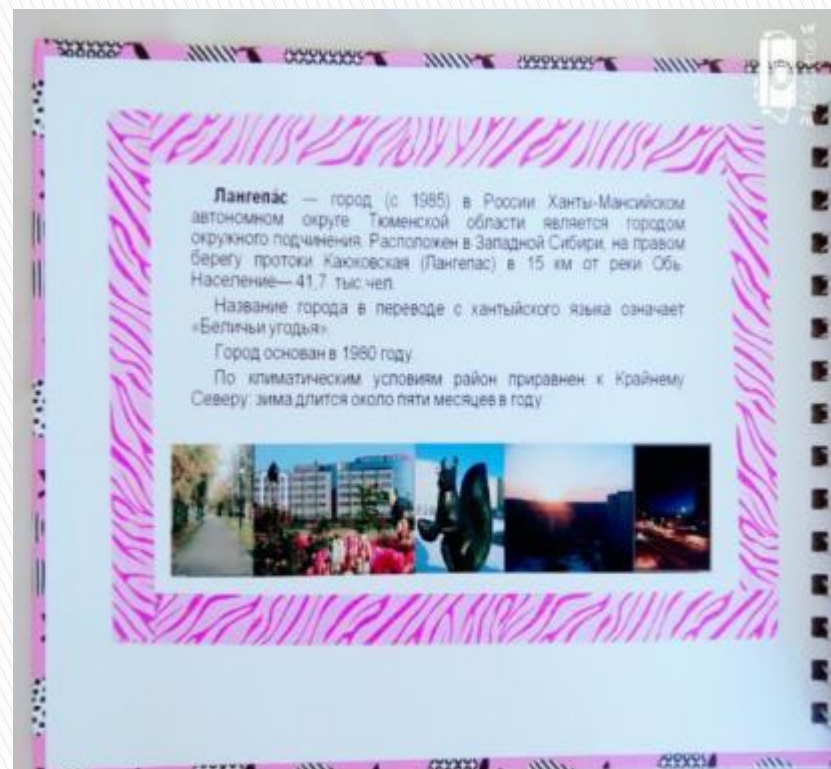 Лангепа́с — город (с 1985) в России Ханты-Мансийском
автономном округе Тюменской области является городом
окружного подчинения. Расположен в Западной Сибири, на правом
берегу протоки Каюковская (Лангепас) в 15 км от реки Обь.
Население— 41,7 тыс.чел.
Название города в переводе с хантыйского языка означает
«Беличьи угодья»
Город основан в 1980 году.
По климатическим условиям район приравнен к Крайнему
Северу: зима длится около пяти месяцев в году.